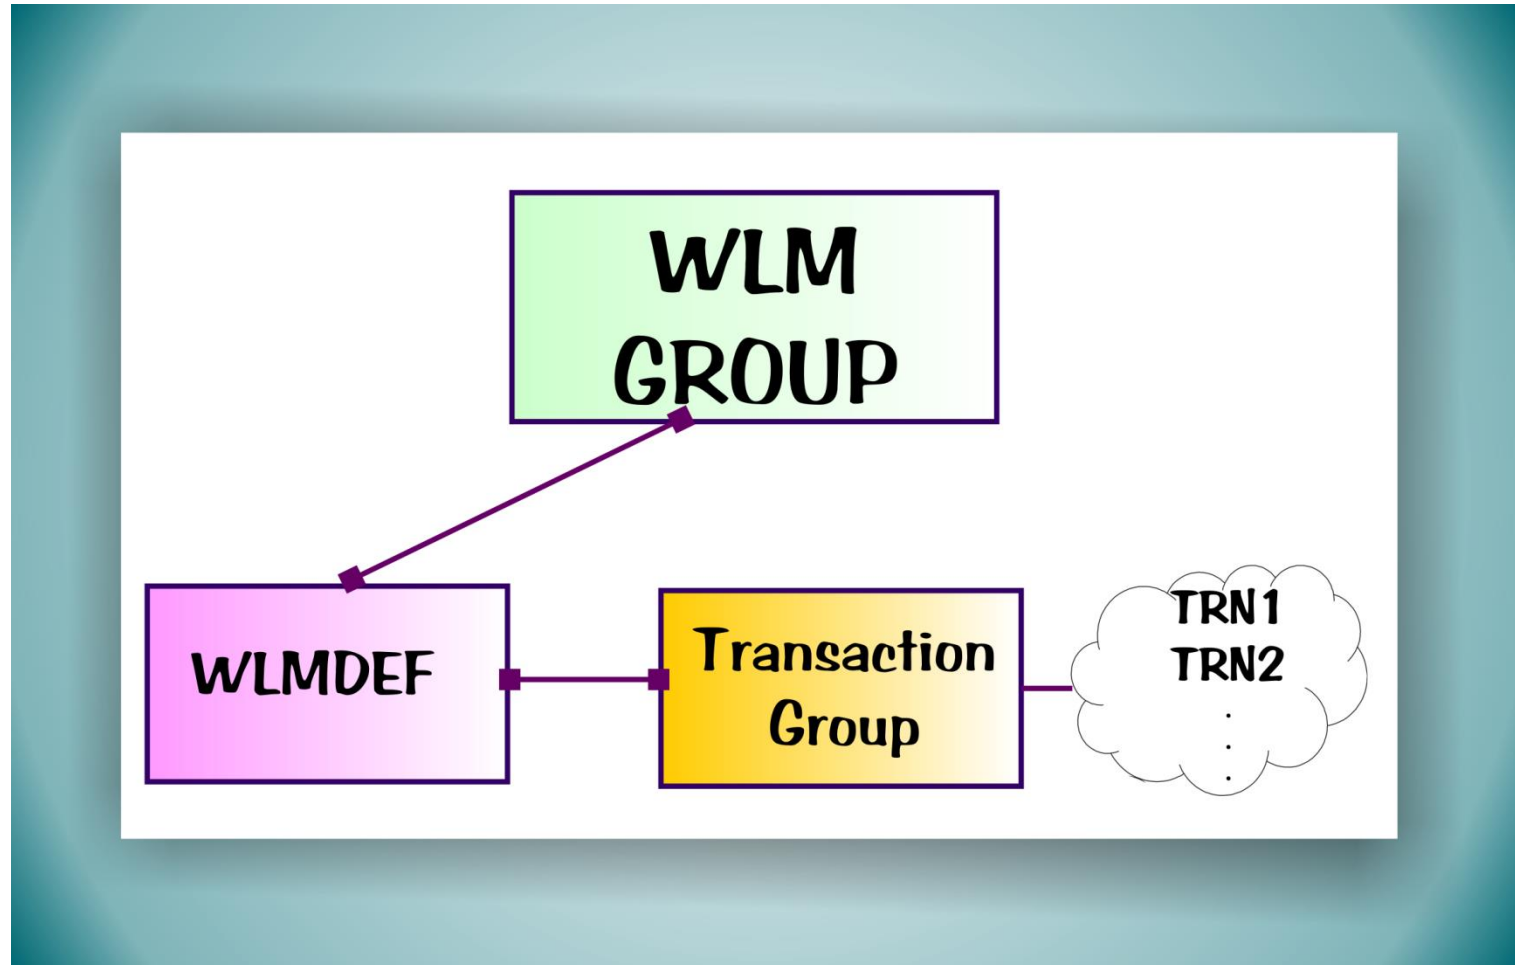 WLM
GROUP
WLMDEF
Transaction
Group
TRN1
TRN2
.
.
.